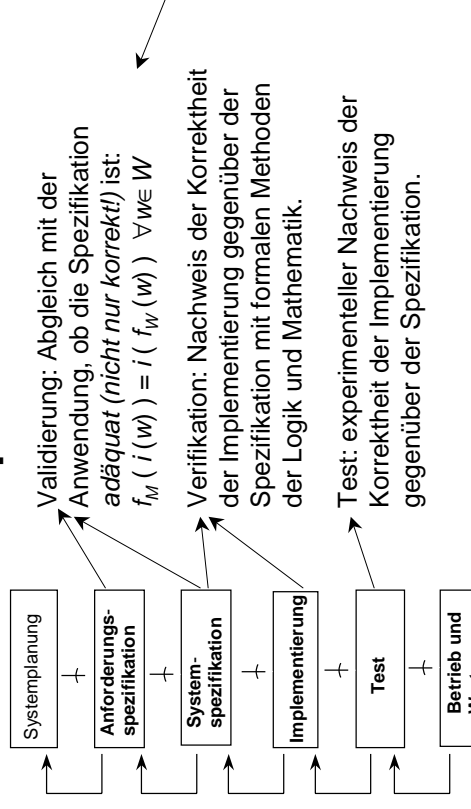 Systemplanung
Anforderungs-
spezifikation
System-
spezifikation
Implementierung
Test
Betrieb und
Validierung: Abgleich mit der
Anwendung, ob die Spezifikation
adäquat (nicht nur korrekt!) ist:
f_M ( i (w) ) = i ( f_W (w) ) ∀w∈ W
Verifikation: Nachweis der Korrektheit
der Implementierung gegenüber der
Spezifikation mit formalen Methoden
der Logik und Mathematik.
Test: experimenteller Nachweis der
Korrektheit der Implementierung
gegenüber der Spezifikation.